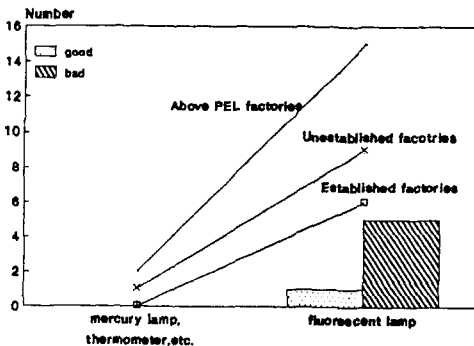 Number
16
14
12
10
8
6
4
2
0
good
bad
Above PEL factories
Unestablished facotries
Established factories
mercury lamp,
thermometer,etc.
fluorescent lamp